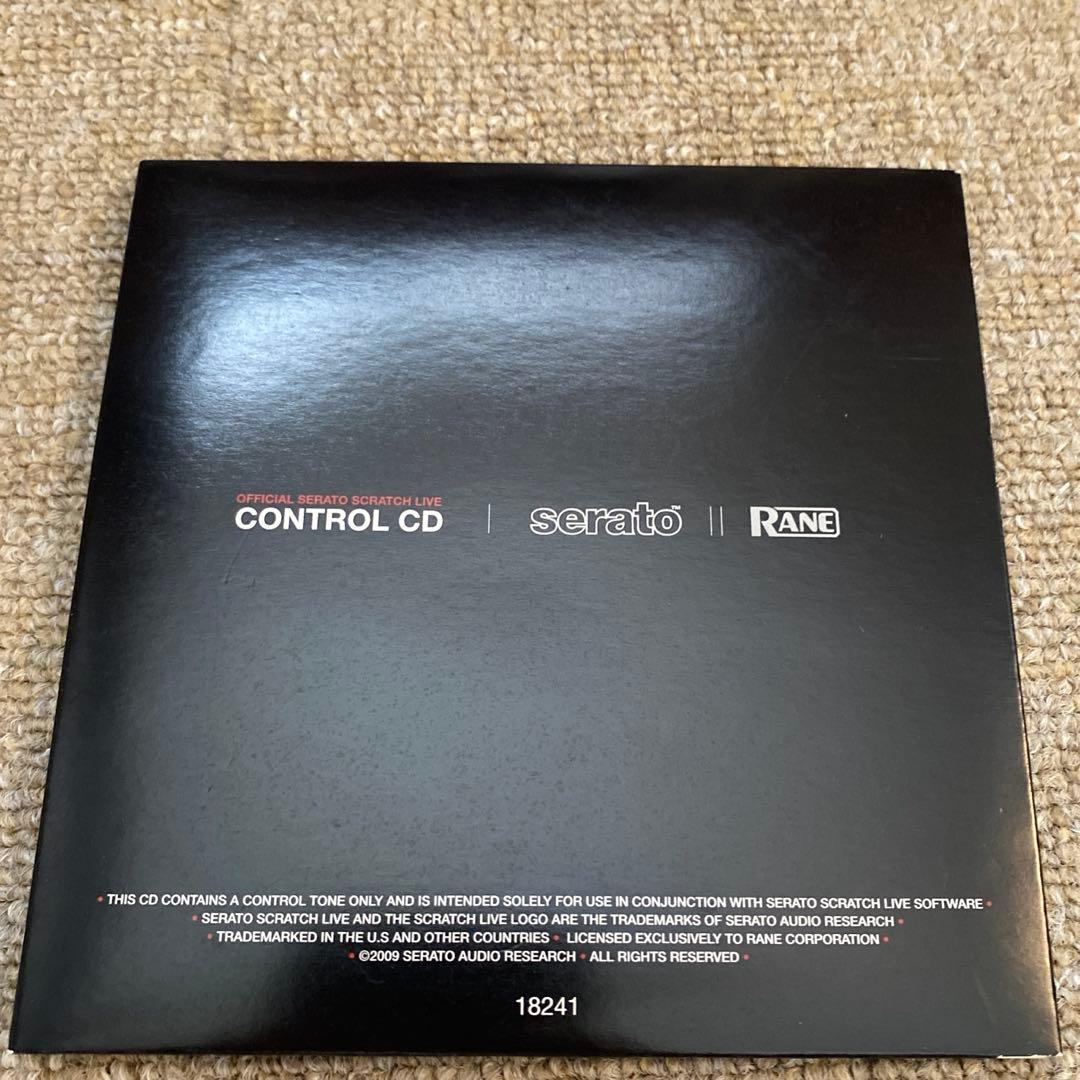 OFFICIAL SERATO SCRATCH LIVE
CONTROL CD | serato™ || RANE
• THIS CD CONTAINS A CONTROL TONE ONLY AND IS INTENDED SOLELY FOR USE IN CONJUNCTION WITH SERATO SCRATCH LIVE SOFTWARE •
• SERATO SCRATCH LIVE AND THE SCRATCH LIVE LOGO ARE THE TRADEMARKS OF SERATO AUDIO RESEARCH •
• TRADEMARKED IN THE U.S AND OTHER COUNTRIES • LICENSED EXCLUSIVELY TO RANE CORPORATION •
• ©2009 SERATO AUDIO RESEARCH • ALL RIGHTS RESERVED •
18241